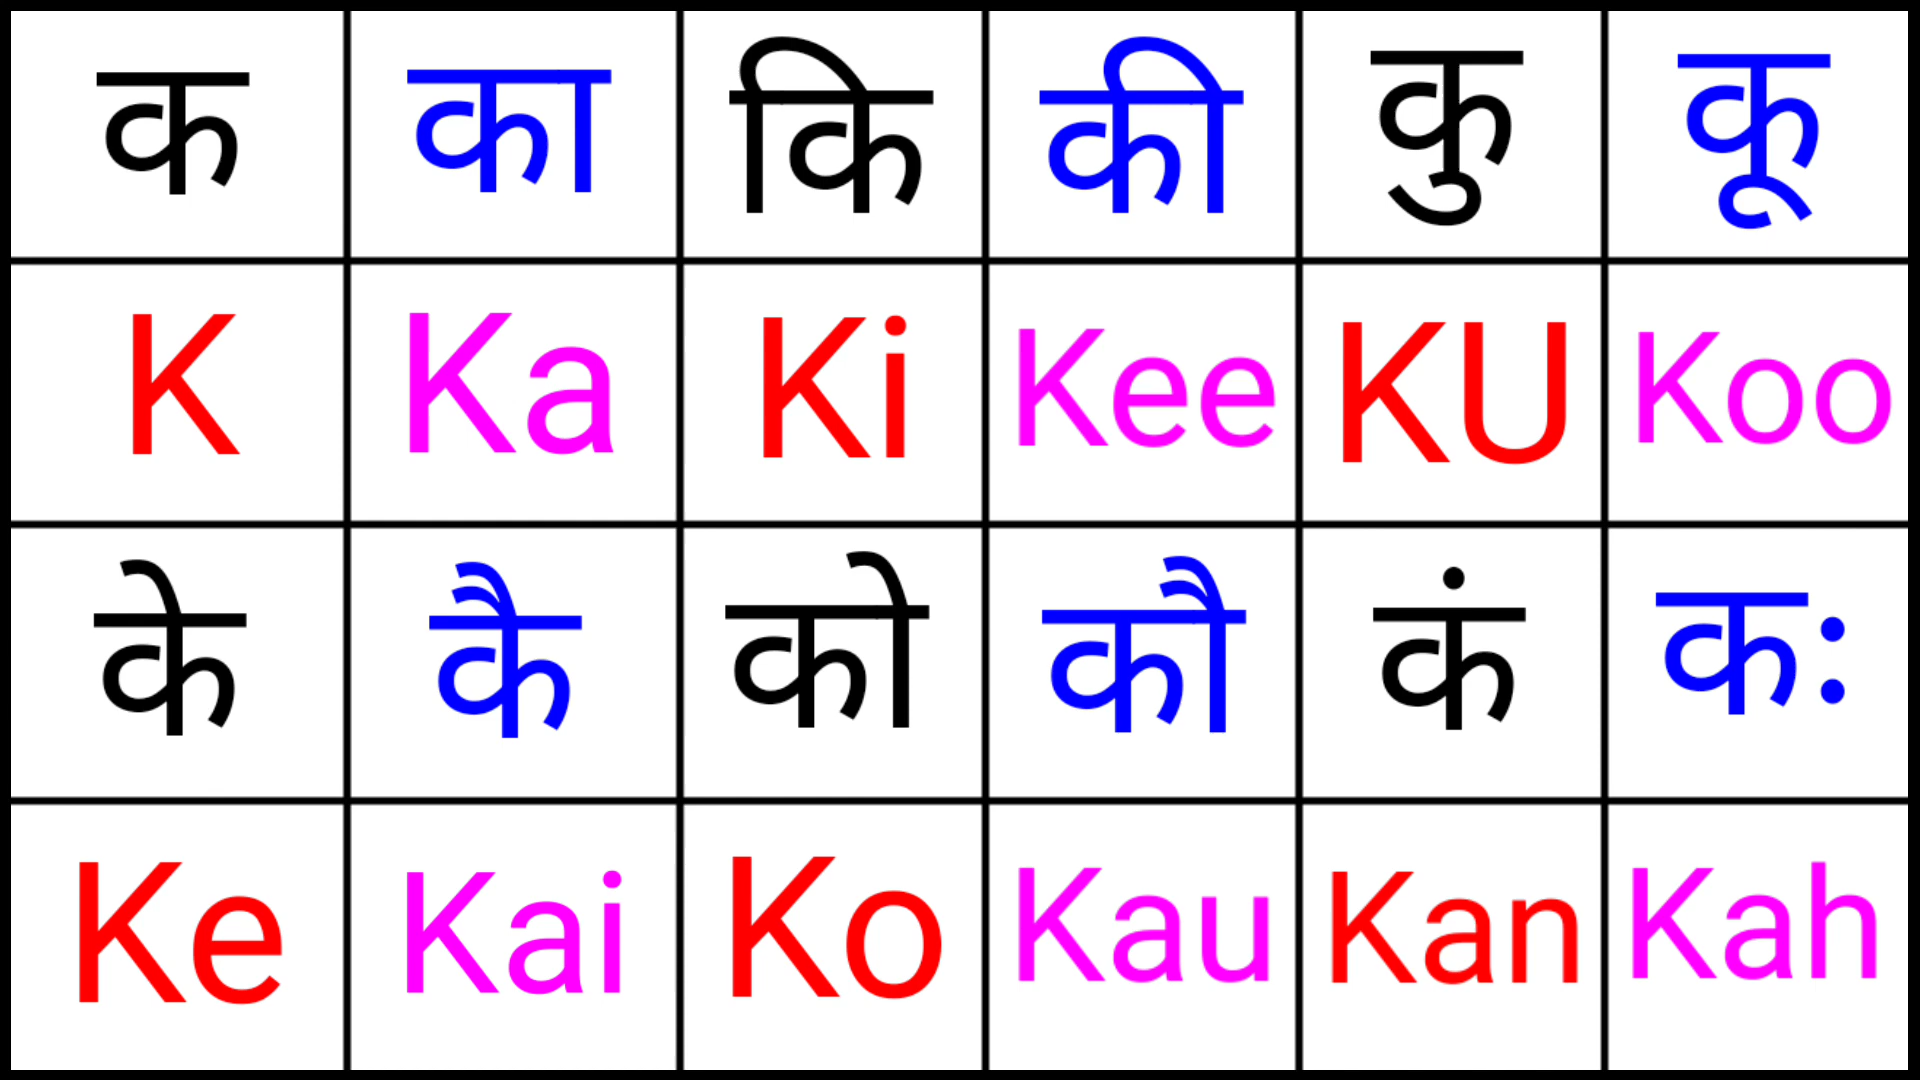 क का कि की कु कू
K Ka Ki Kee KU Koo
के कै को कौ कं कः
Ke Kai Ko Kau Kan Kah